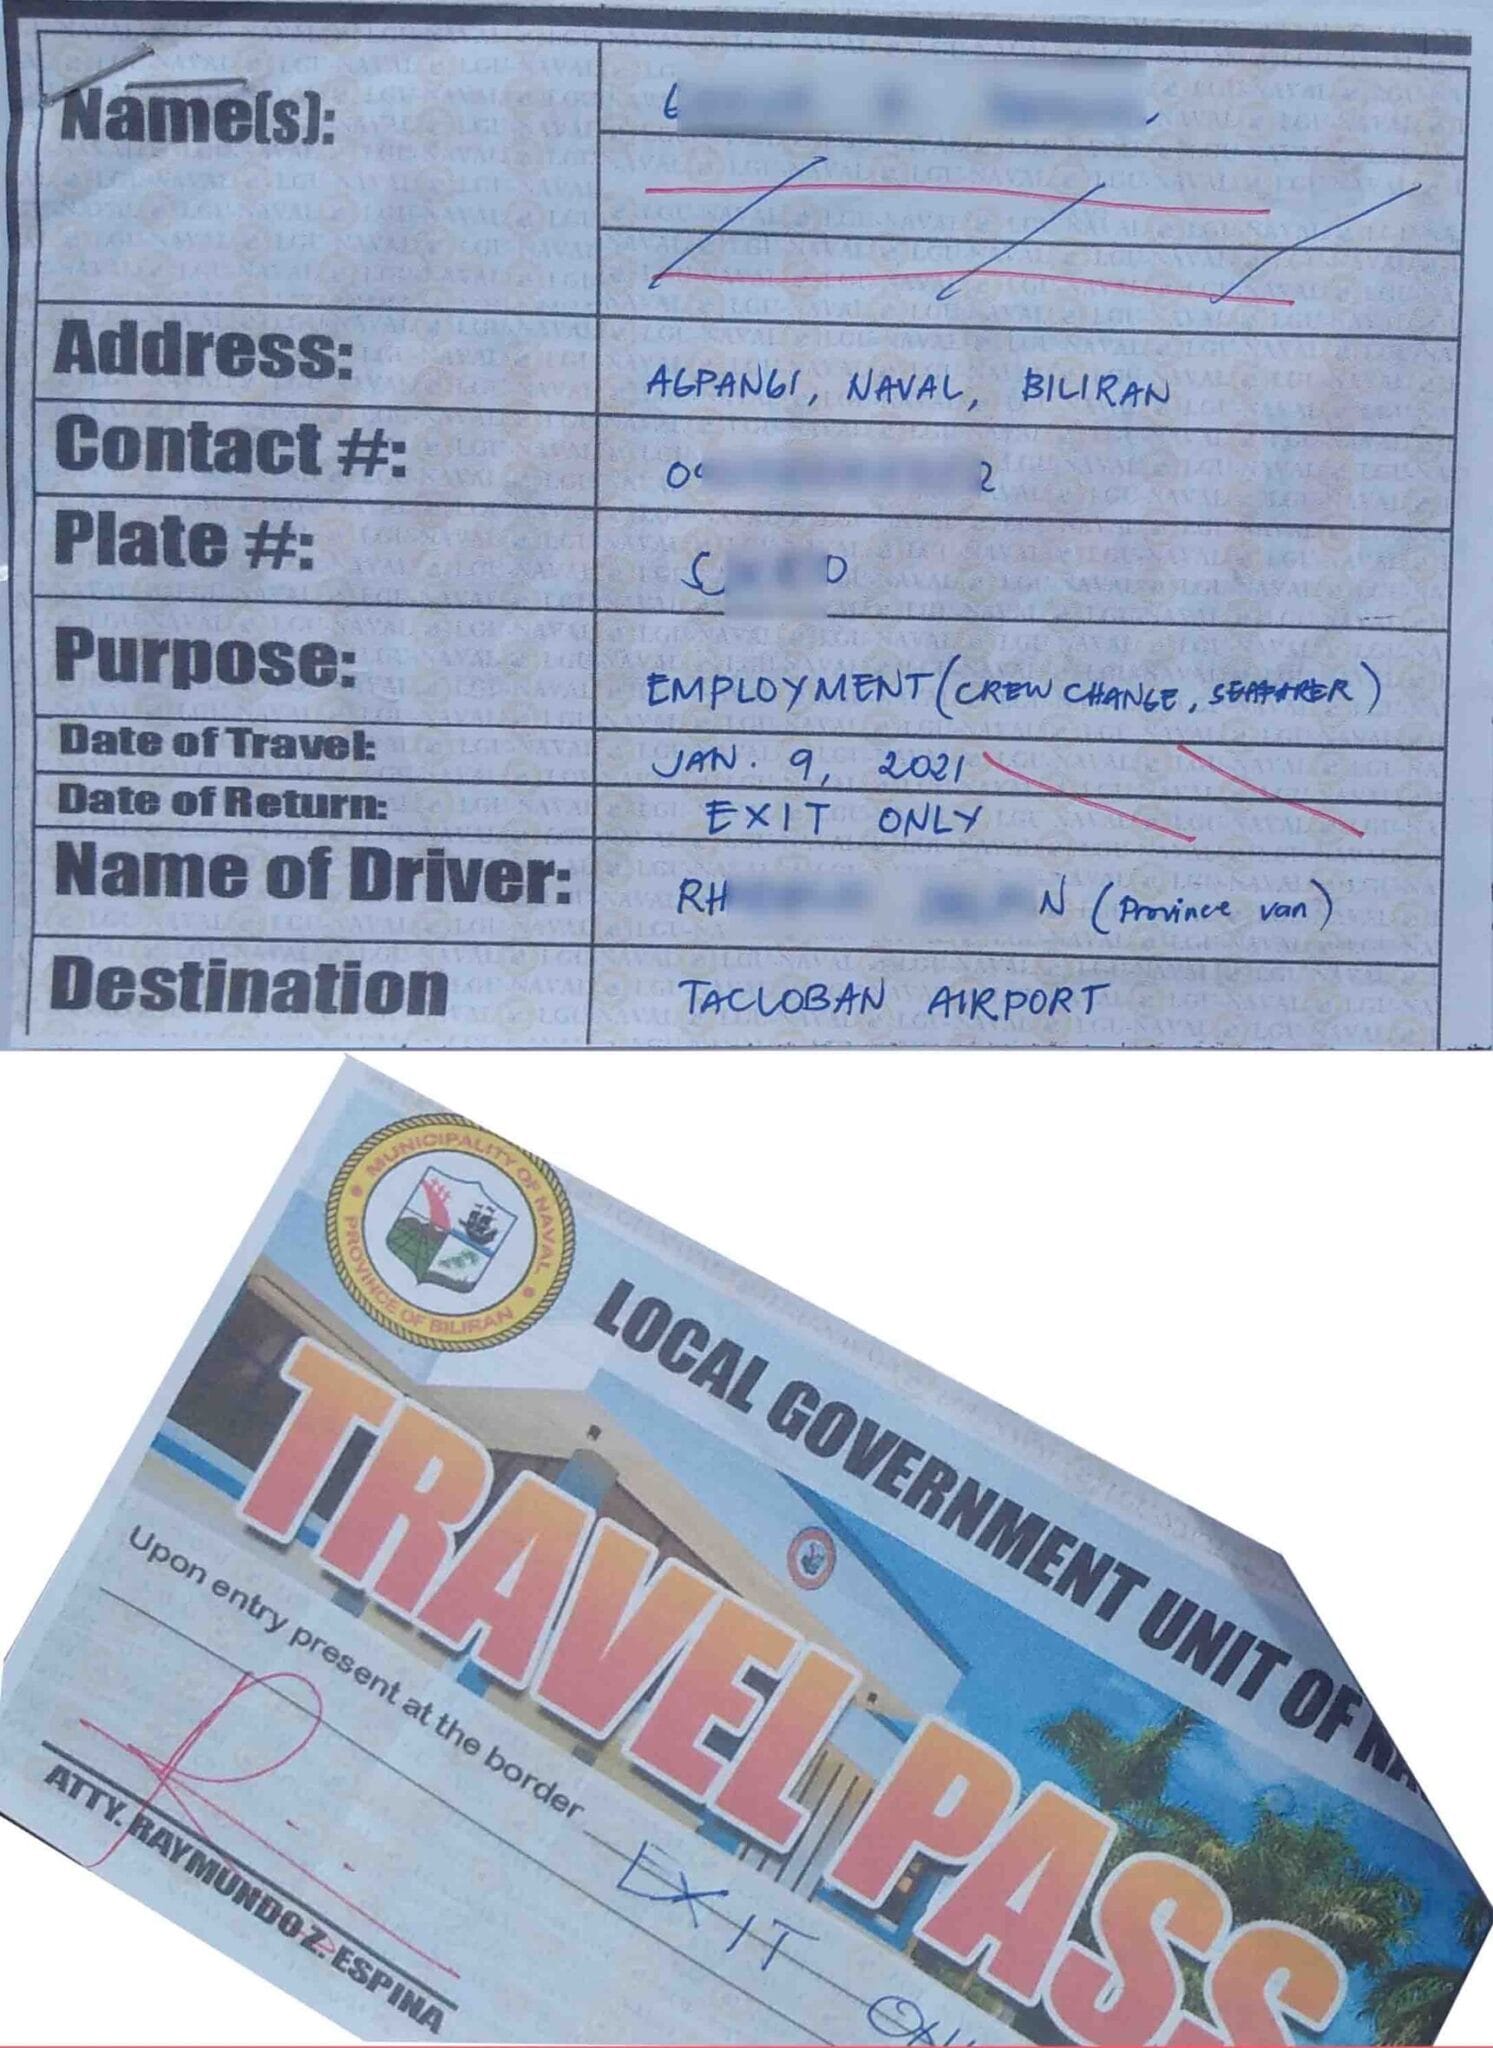 Name(s):
Address: AGPANGI, NAVAL, BILIRAN
Contact #:
Plate #:
Purpose: EMPLOYMENT (CREW CHANGE, SEAFARER)
Date of Travel: JAN. 9, 2021
Date of Return: EXIT ONLY
Name of Driver: (Province van)
Destination TACLOBAN AIRPORT
MUNICIPALITY OF NAVAL
PROVINCE OF BILIRAN
LOCAL GOVERNMENT UNIT OF
TRAVEL PASS
Upon entry present at the border
EXIT
ATTY. RAYMUNDO Z. ESPINA